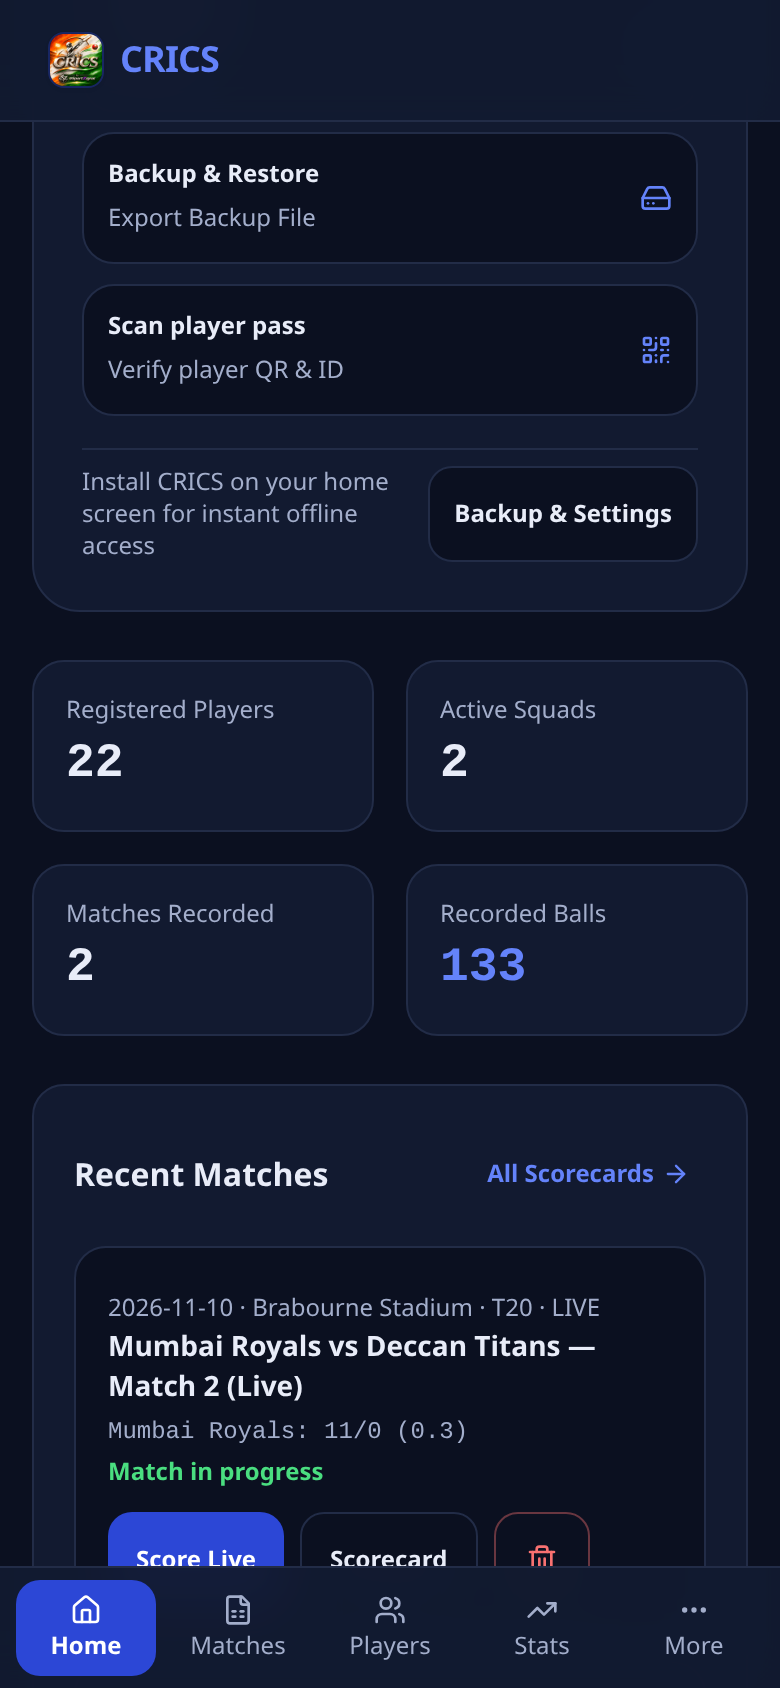 CRICS
CRICS
Backup & Restore
Export Backup File
Scan player pass
Verify player QR & ID
Install CRICS on your home
screen for instant offline
access
Backup & Settings
Registered Players
22
Active Squads
2
Matches Recorded
2
Recorded Balls
133
Recent Matches
All Scorecards →
2026-11-10 · Brabourne Stadium · T20 · LIVE
Mumbai Royals vs Deccan Titans —
Match 2 (Live)
Mumbai Royals: 11/0 (0.3)
Match in progress
Score Live
Scorecard
Home
Matches
Players
Stats
More